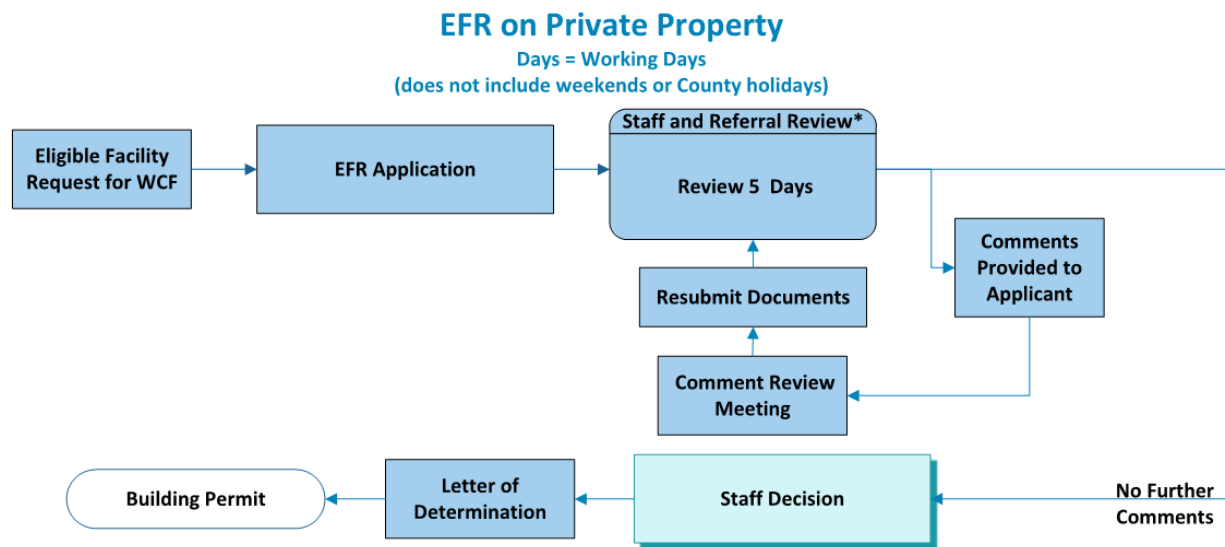 EFR on Private Property
Days = Working Days
(does not include weekends or County holidays)
Staff and Referral Review*
Eligible Facility
Request for WCF
EFR Application
Review 5 Days
Comments
Provided to
Applicant
Resubmit Documents
Comment Review
Meeting
Building Permit
Letter of
Determination
Staff Decision
No Further
Comments